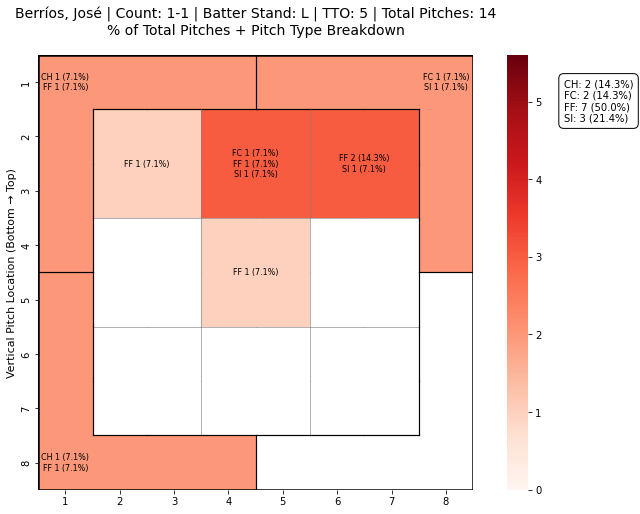 Berríos, José | Count: 1-1 | Batter Stand: L | TTO: 5 | Total Pitches: 14
% of Total Pitches + Pitch Type Breakdown
Vertical Pitch Location (Bottom → Top)
1
2
3
4
5
6
7
8
CH 1 (7.1%)
FF 1 (7.1%)
FC 1 (7.1%)
SI 1 (7.1%)
FF 1 (7.1%)
FC 1 (7.1%)
FF 1 (7.1%)
SI 1 (7.1%)
FF 2 (14.3%)
SI 1 (7.1%)
FF 1 (7.1%)
CH 1 (7.1%)
FF 1 (7.1%)
1 2 3 4 5 6 7 8
5
4
3
2
1
0
CH: 2 (14.3%)
FC: 2 (14.3%)
FF: 7 (50.0%)
SI: 3 (21.4%)